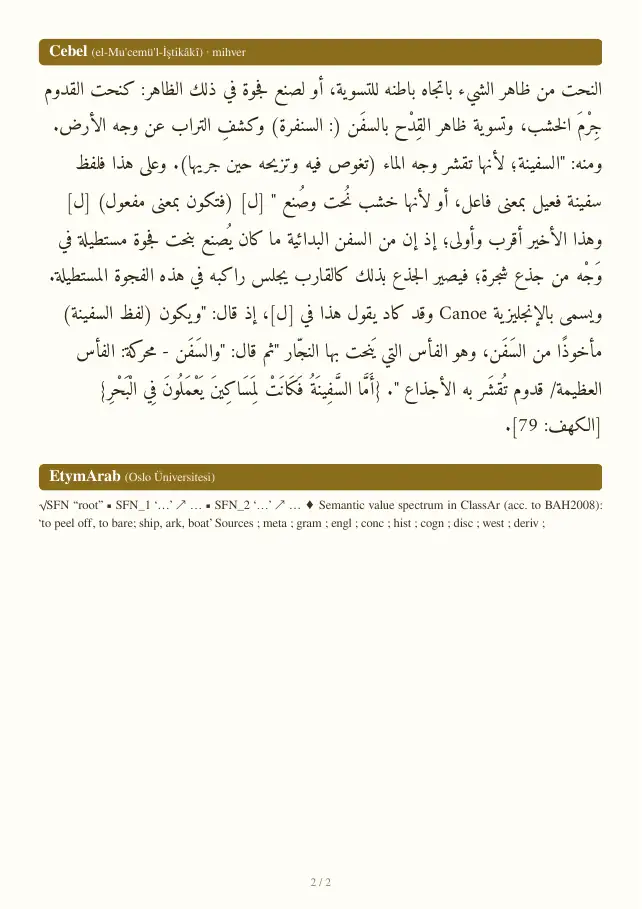 Cebel (el-Mu'cemü'l-İştikâkî) · mihver
النحت من ظاهر الشيء باتجاه باطنه للتسوية، أو لصنع فجوة في ذلك الظاهر: كنحت القدوم
جِرْمَ الخشب، وتسوية ظاهر القِدْح بالسفَن (: السنفرة) وكشفِ التراب عن وجه الأرض.
ومنه: "السفينة؛ لأنها تقشر وجه الماء (تغوص فيه وتزيحه حين جريها). وعلى هذا فلفظ
سفينة فعيل بمعنى فاعل، أو لأنها خشب نُحت وصُنع " [ل] (فتكون بمعنى مفعول) [ل]
وهذا الأخير أقرب وأولى؛ إذ إن من السفن البدائية ما كان يُصنع بنحت فجوة مستطيلة في
وَجْه من جذع شجرة؛ فيصير الجذع بذلك كالقارب يجلس راكبه في هذه الفجوة المستطيلة.
ويسمى بالإنجليزية Canoe وقد كاد يقول هذا في [ل]، إذ قال: "ويكون (لفظ السفينة)
مأخوذًا من السَفَن، وهو الفأس التي يَنحت بها النجّار "ثم قال: "والسَفَن - محركة: الفأس
العظيمة/ قدوم تُقشَر به الأجذاع ". {أَمَّا السَّفِينَةُ فَكَانَتْ لِمَسَاكِينَ يَعْمَلُونَ فِي الْبَحْرِ}
[الكهف: 79].
EtymArab (Oslo Üniversitesi)
√SFN “root” ▪ SFN_1 ‘…’ ↗ … ▪ SFN_2 ‘…’ ↗ … ♦ Semantic value spectrum in ClassAr (acc. to BAH2008):
‘to peel off, to bare; ship, ark, boat’ Sources ; meta ; gram ; engl ; conc ; hist ; cogn ; disc ; west ; deriv ;
2 / 2